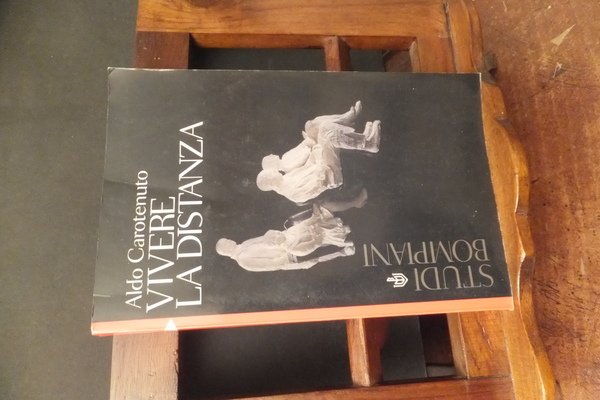 Aldo Carotenuto
VIVERE
LA DISTANZA
STUDI
BOMPIANI